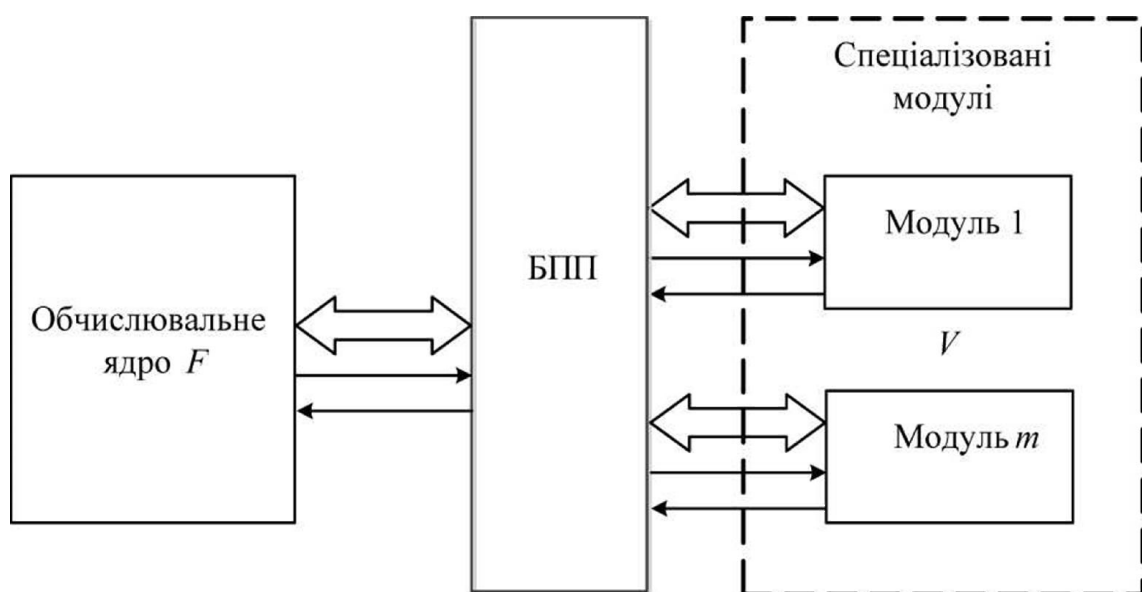 Спеціалізовані
модулі
Модуль 1
БПП
Обчислювальне
ядро F
V
Модуль m